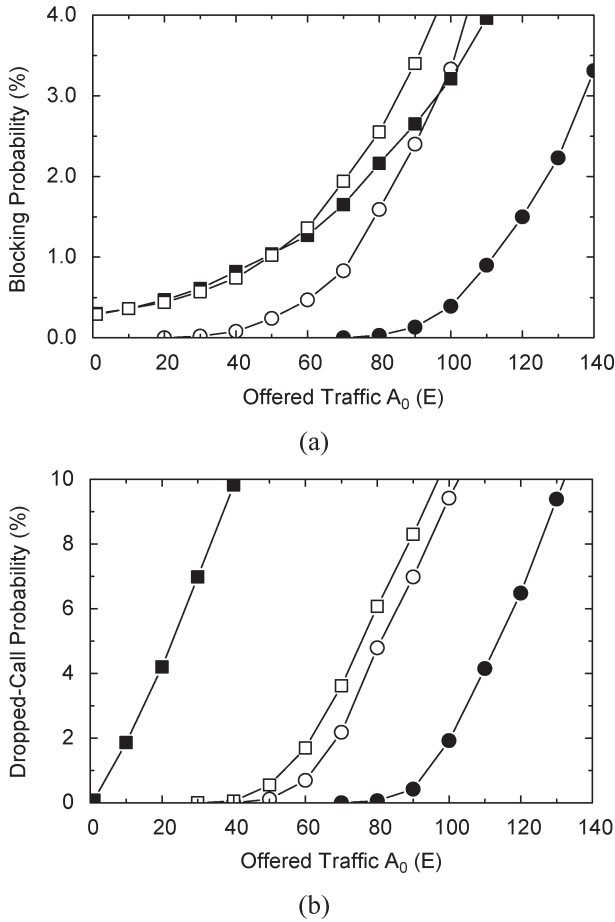 4.0
3.0
2.0
1.0
0.0
Blocking Probability (%)
0 20 40 60 80 100 120 140
Offered Traffic A₀ (E)
(a)
10
8
6
4
2
0
Dropped-Call Probability (%)
0 20 40 60 80 100 120 140
Offered Traffic A₀ (E)
(b)